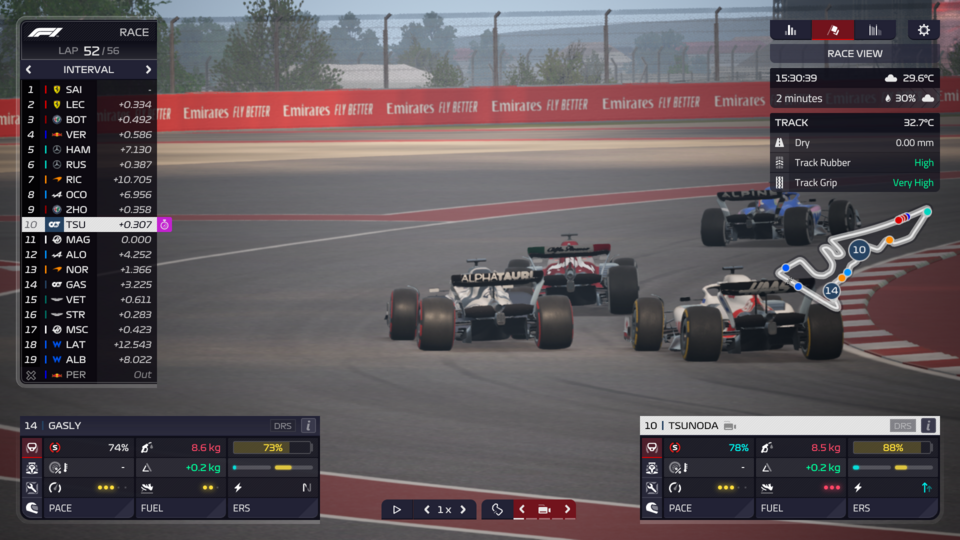 F1 RACE
LAP 52 / 56
INTERVAL
1 SAI -
2 LEC +0.334
3 BOT +0.492
4 VER +0.586
5 HAM +7.130
6 RUS +0.387
7 RIC +10.705
8 OCO +6.956
9 ZHO +0.358
10 TSU +0.307
11 MAG 0.000
12 ALO +4.252
13 NOR +1.366
14 GAS +3.225
15 VET +0.611
16 STR +0.283
17 MSC +0.423
18 LAT +12.543
19 ALB +8.022
PER Out
Emirates FLY BETTER Emirates FLY BETTER Emirates FLY BETTER Emirates FLY BETTER Emirates
RACE VIEW
15:30:39 29.6°C
2 minutes 30%
TRACK 32.7°C
Dry 0.00 mm
Track Rubber High
Track Grip Very High
ALPINE
10
14
ALPHATAURI
HAAS
14 GASLY DRS i
S 74% 8.6 kg 73%
- +0.2 kg
N
PACE FUEL ERS
1x
10 TSUNODA DRS i
S 78% 8.5 kg 88%
- +0.2 kg
PACE FUEL ERS